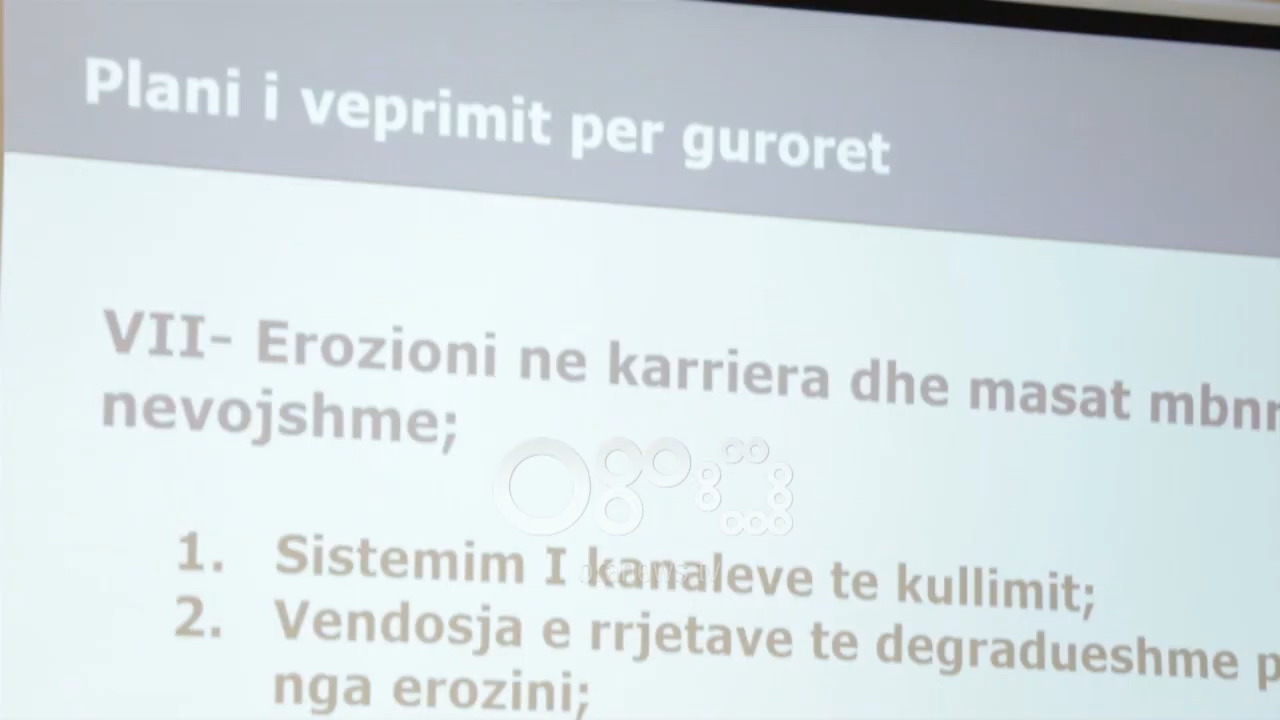 Plani i veprimit per guroret
VII- Erozioni ne karriera dhe masat
nevojshme;
1. Sistemim I kanaleve te kullimit;
2. Vendosja e rrjetave te degradueshme
nga erozini;